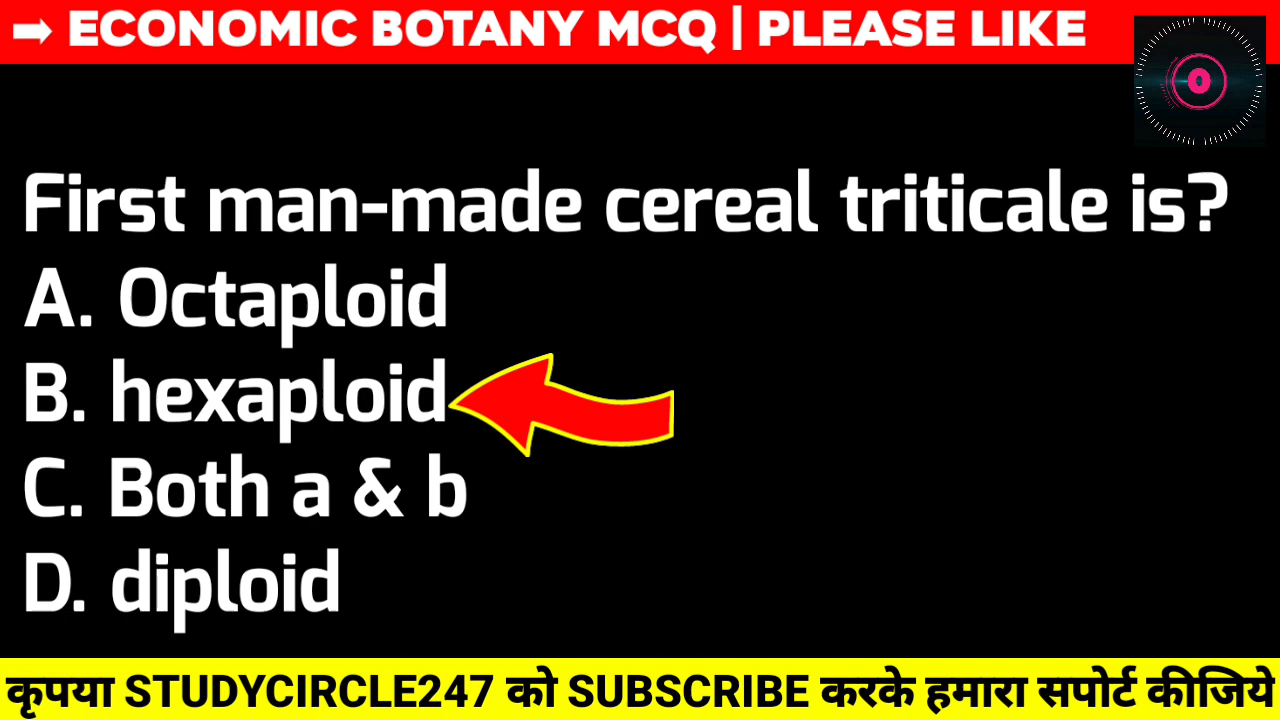 ➡ ECONOMIC BOTANY MCQ | PLEASE LIKE
First man-made cereal triticale is?
A. Octaploid
B. hexaploid
C. Both a & b
D. diploid
कृपया STUDYCIRCLE247 को SUBSCRIBE करके हमारा सपोर्ट कीजिये